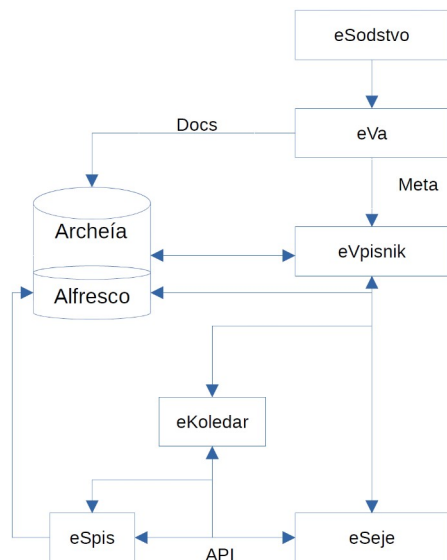 eSodstvo
Docs
eVa
Meta
Archeía
eVpisnik
Alfresco
eKoledar
eSpis
API
eSeje